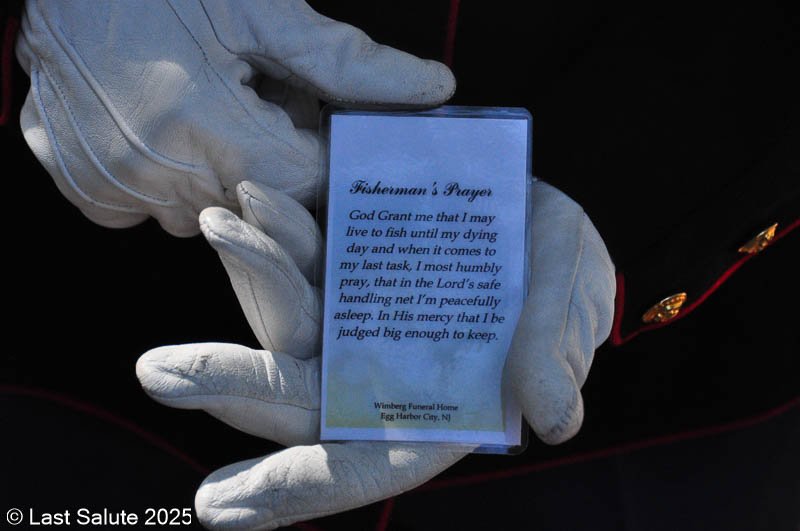 Fisherman's Prayer
God Grant me that I may
live to fish until my dying
day and when it comes to
my last task, I most humbly
pray, that in the Lord's safe
handling net I'm peacefully
asleep. In His mercy that I be
judged big enough to keep.
Wimberg Funeral Home
Egg Harbor City, NJ
© Last Salute 2025